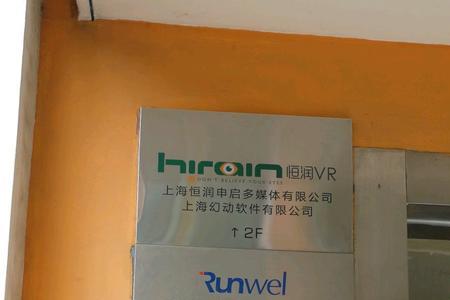 hirain 恒润VR
DON'T BELIEVE YOUR EYES
上海恒润申启多媒体有限公司
上海幻动软件有限公司
↑ 2F
Runwel